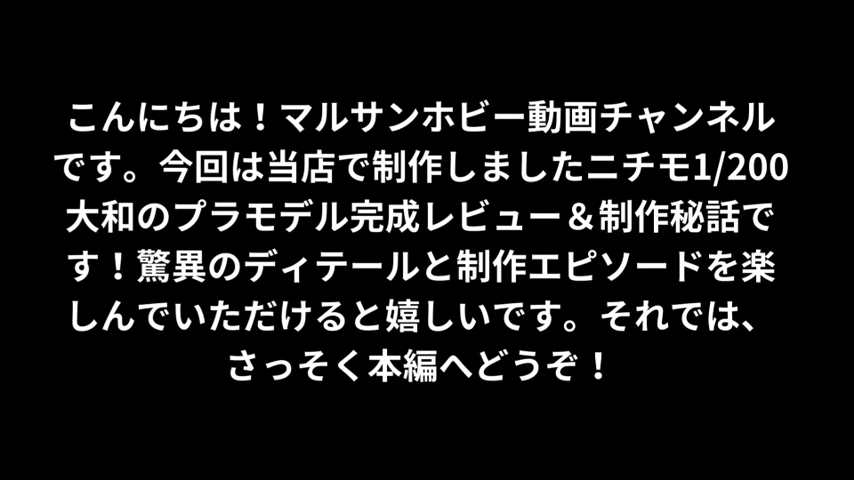 こんにちは！マルサンホビー動画チャンネル
です。今回は当店で制作しましたニチモ1/200
大和のプラモデル完成レビュー＆制作秘話で
す！驚異のディテールと制作エピソードを楽
しんでいただけると嬉しいです。それでは、
さっそく本編へどうぞ！